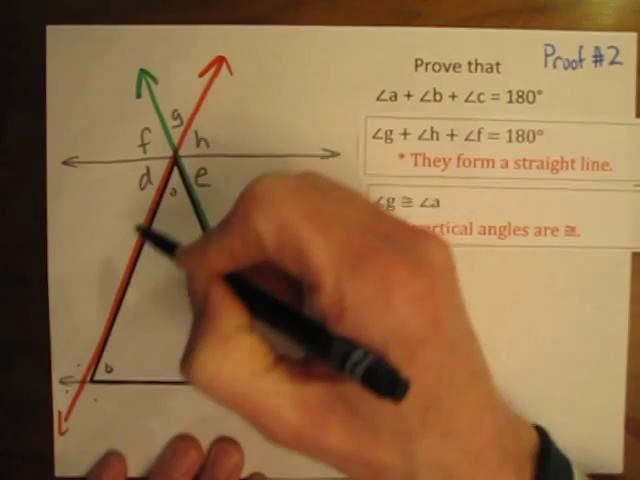 Proof #2
Prove that
∠a + ∠b + ∠c = 180°
∠g + ∠h + ∠f = 180°
* They form a straight line.
∠g ≅ ∠a
vertical angles are ≅.
g
f h
d e
a
b